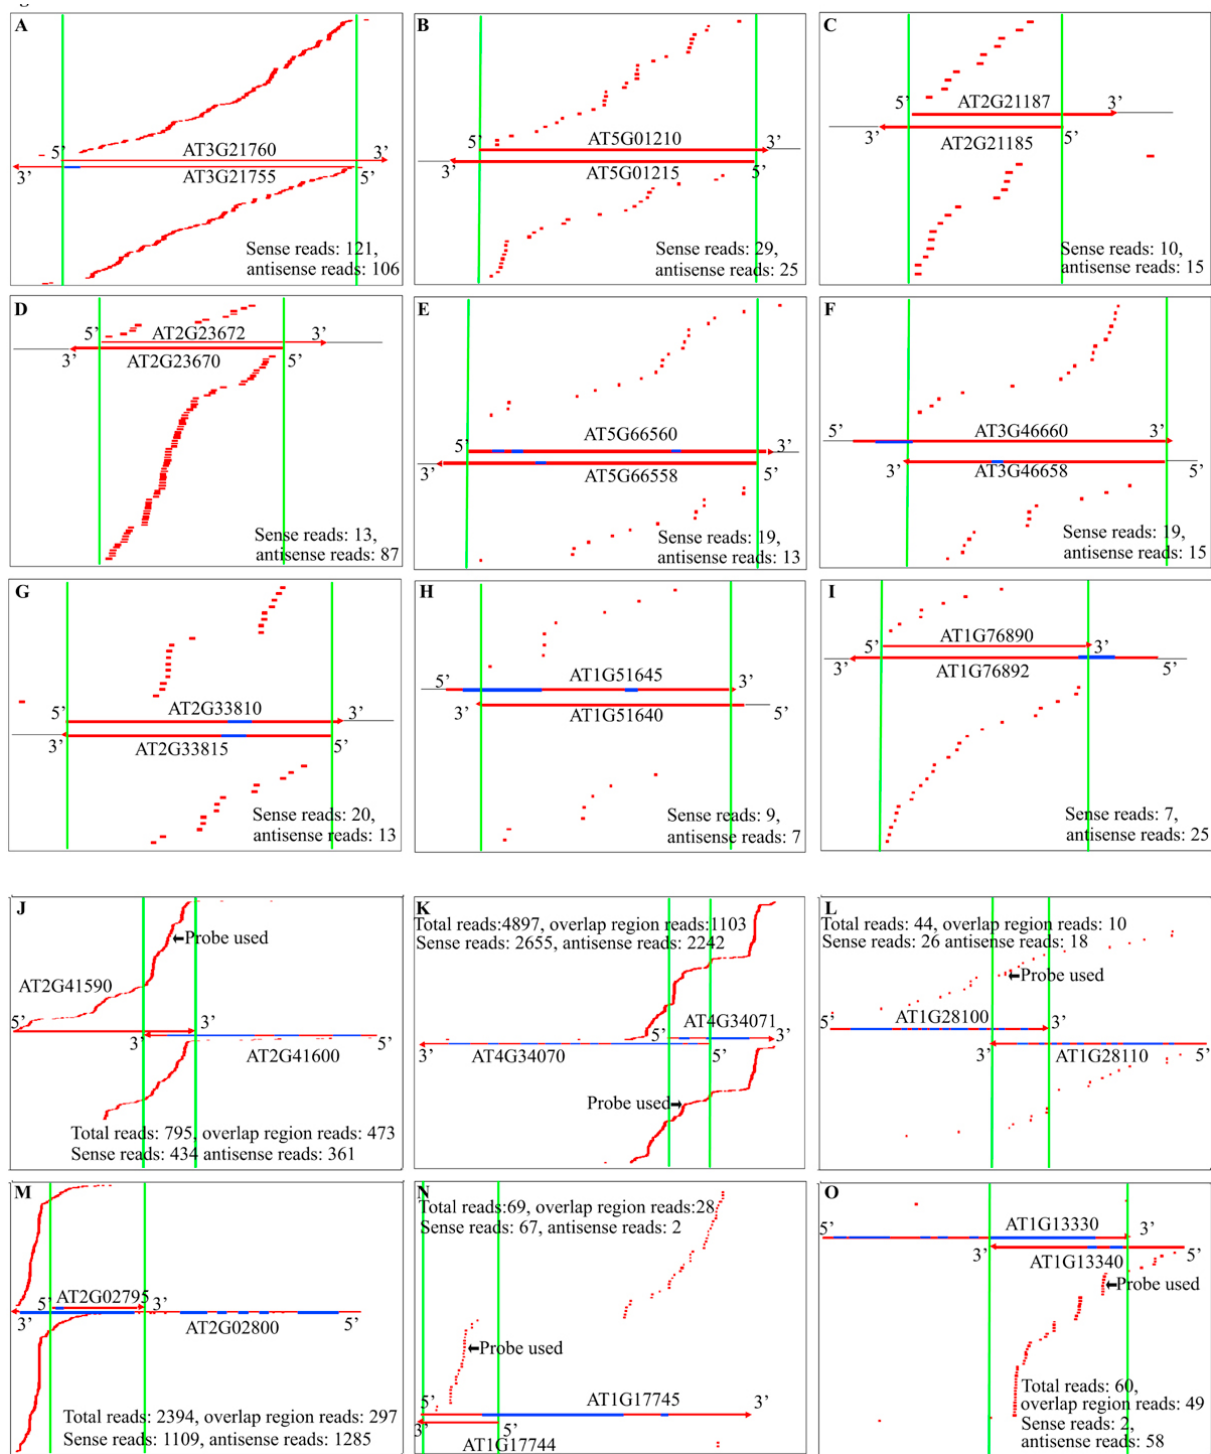 A
5’
AT3G21760
3’
3’
AT3G21755
5’
Sense reads: 121,
antisense reads: 106
B
5’
AT5G01210
3’
3’
AT5G01215
5’
Sense reads: 29,
antisense reads: 25
C
5’
AT2G21187
3’
3’
AT2G21185
5’
Sense reads: 10,
antisense reads: 15
D
5’
AT2G23672
3’
3’
AT2G23670
5’
Sense reads: 13,
antisense reads: 87
E
5’
AT5G66560
3’
3’
AT5G66558
5’
Sense reads: 19,
antisense reads: 13
F
5’
AT3G46660
3’
3’
AT3G46658
5’
Sense reads: 19,
antisense reads: 15
G
5’
AT2G33810
3’
3’
AT2G33815
5’
Sense reads: 20,
antisense reads: 13
H
5’
AT1G51645
3’
3’
AT1G51640
5’
Sense reads: 9,
antisense reads: 7
I
5’
AT1G76890
3’
3’
AT1G76892
5’
Sense reads: 7,
antisense reads: 25
J
Probe used
AT2G41590
5’
3’
3’
AT2G41600
5’
Total reads: 795, overlap region reads: 473
Sense reads: 434 antisense reads: 361
K
Total reads:4897, overlap region reads:1103
Sense reads: 2655, antisense reads: 2242
5’
AT4G34071
3’
3’
AT4G34070
5’
Probe used
L
Total reads: 44, overlap region reads: 10
Sense reads: 26 antisense reads: 18
Probe used
5’
AT1G28100
3’
3’
AT1G28110
5’
M
5’
AT2G02795
3’
3’
AT2G02800
5’
Total reads: 2394, overlap region reads: 297
Sense reads: 1109, antisense reads: 1285
N
Total reads:69, overlap region reads:28
Sense reads: 67, antisense reads: 2
Probe used
5’
AT1G17745
3’
3’
5’
AT1G17744
O
5’
AT1G13330
3’
3’
AT1G13340
5’
Probe used
Total reads: 60,
overlap region reads: 49
Sense reads: 2,
antisense reads: 58